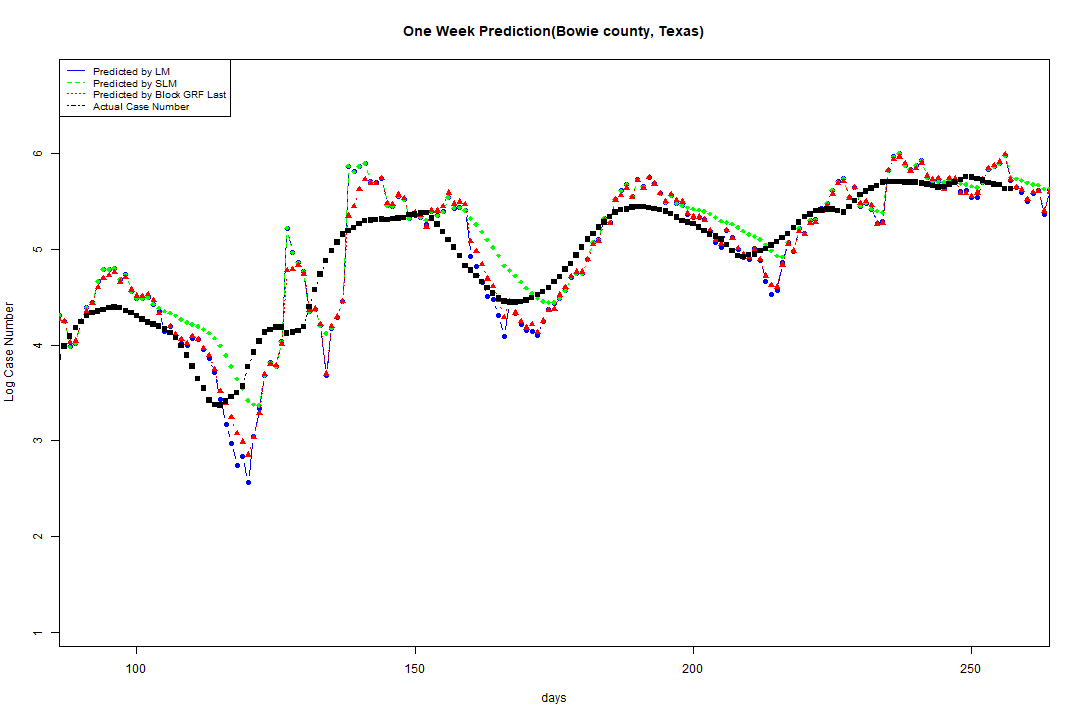 One Week Prediction(Bowie county, Texas)
Predicted by LM
Predicted by SLM
Predicted by Block GRF Last
Actual Case Number
6
5
4
3
2
1
Log Case Number
100 150 200 250
days